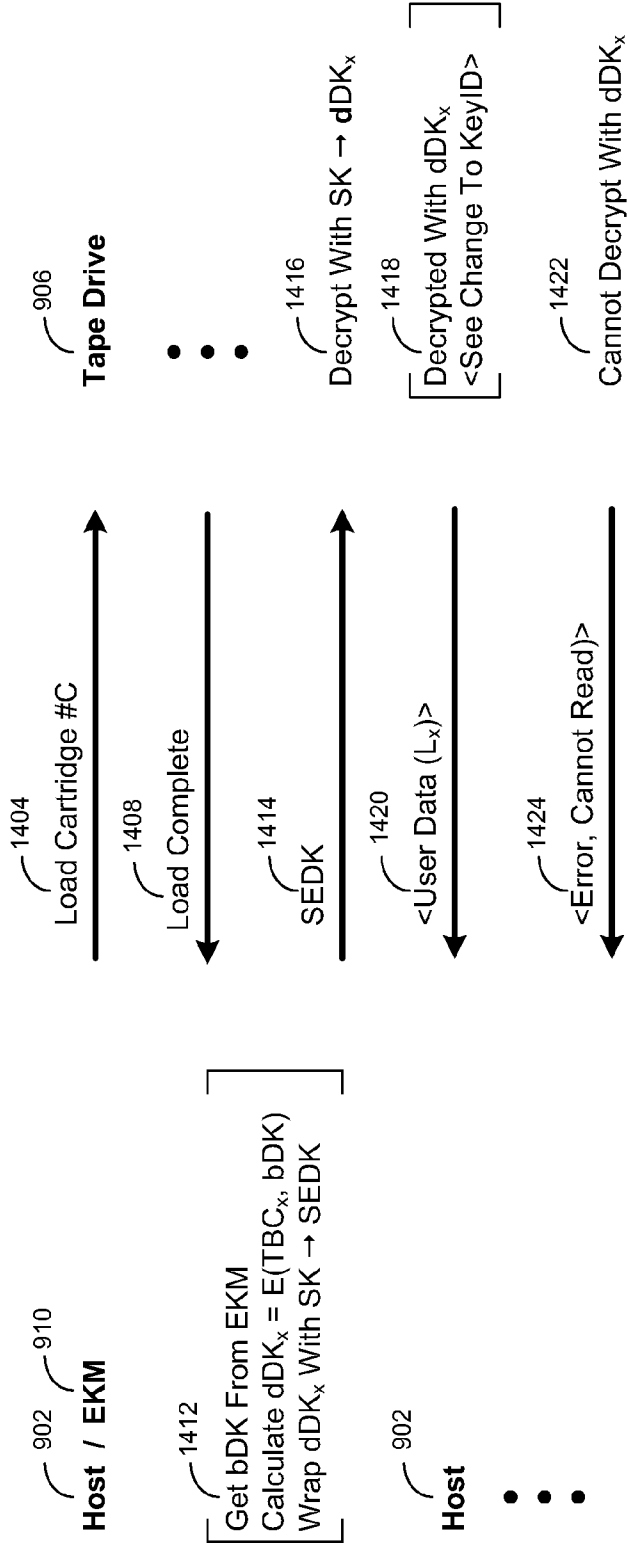 902
910
Host / EKM
906
Tape Drive
1404
Load Cartridge #C
1408
Load Complete
1412
Get bDK From EKM
Calculate dDKₓ = E(TBCₓ, bDK)
Wrap dDKₓ With SK → SEDK
1414
SEDK
1416
Decrypt With SK → dDKₓ
902
Host
1420
<User Data (Lₓ)>
1418
Decrypted With dDKₓ
<See Change To KeyID>
1424
<Error, Cannot Read)>
1422
Cannot Decrypt With dDKₓ